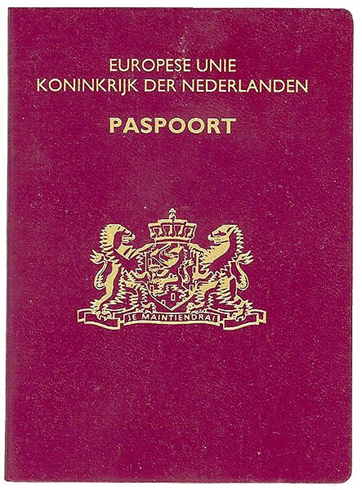 EUROPESE UNIE
KONINKRIJK DER NEDERLANDEN
PASPOORT
JE MAINTIENDRAI